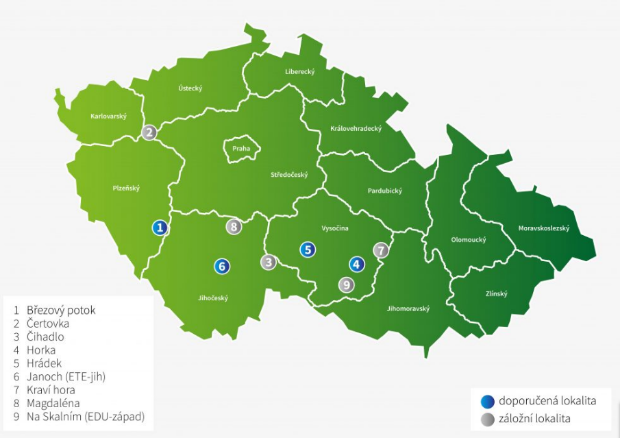 Liberecký
Ústecký
Karlovarský
Královehradecký
2
Praha
Středočeský
Plzeňský
Pardubický
1
8
Vysočina
Moravskoslezský
Olomoucký
5
7
6
3
4
9
Zlínský
Jihočeský
Jihomoravský
1 Březový potok
2 Čertovka
3 Čihadlo
4 Horka
5 Hrádek
6 Janoch (ETE-jih)
7 Kraví hora
8 Magdaléna
9 Na Skalním (EDU-západ)
doporučená lokalita
záložní lokalita